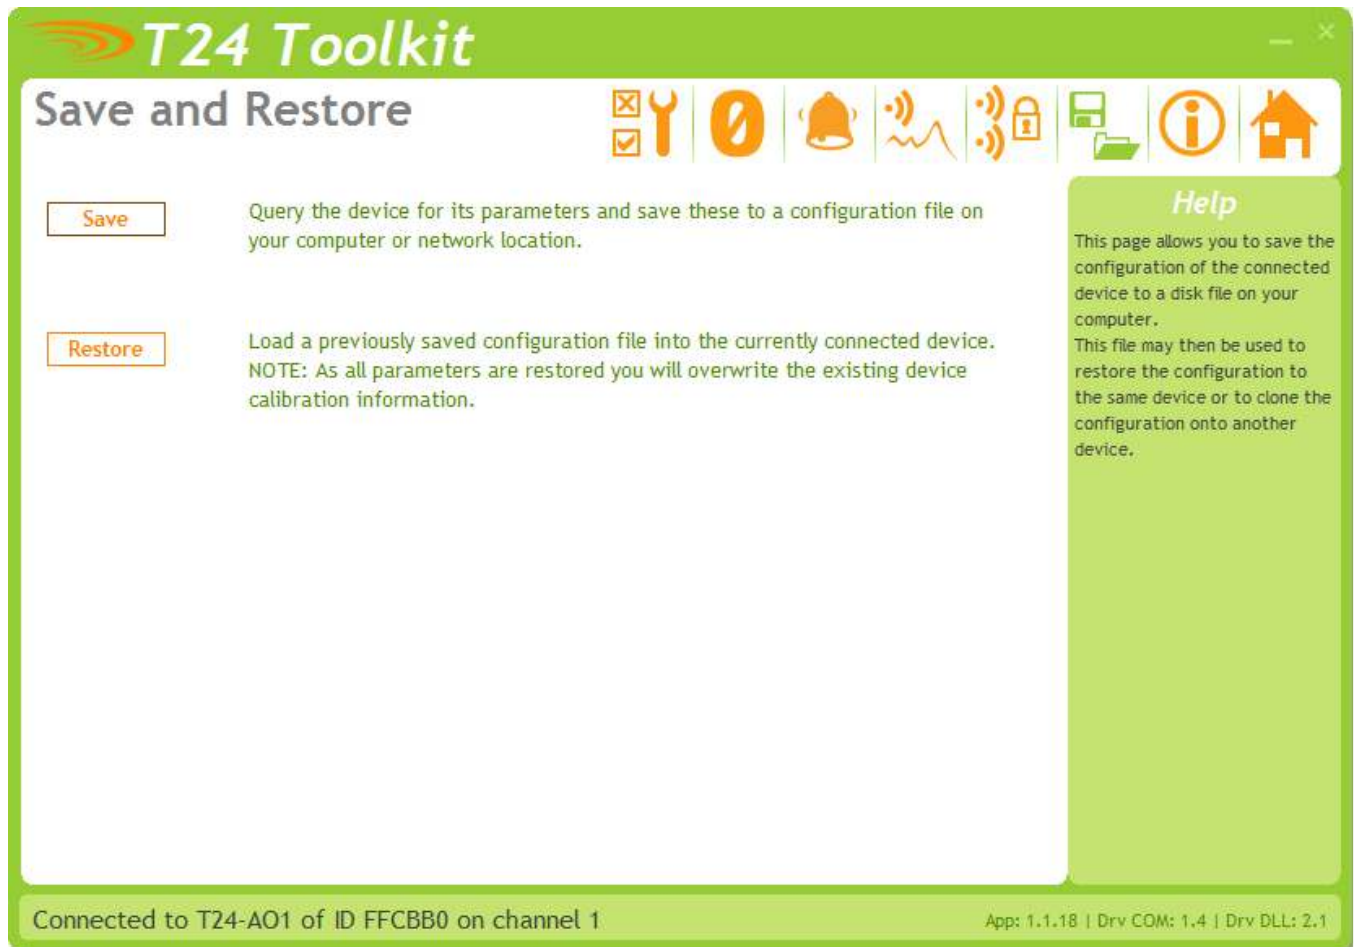 T24 Toolkit
Save and Restore
0
Save
Query the device for its parameters and save these to a configuration file on
your computer or network location.
Restore
Load a previously saved configuration file into the currently connected device.
NOTE: As all parameters are restored you will overwrite the existing device
calibration information.
Help
This page allows you to save the
configuration of the connected
device to a disk file on your
computer.
This file may then be used to
restore the configuration to
the same device or to clone the
configuration onto another
device.
Connected to T24-AO1 of ID FFCBB0 on channel 1
App: 1.1.18 | Drv COM: 1.4 | Drv DLL: 2.1